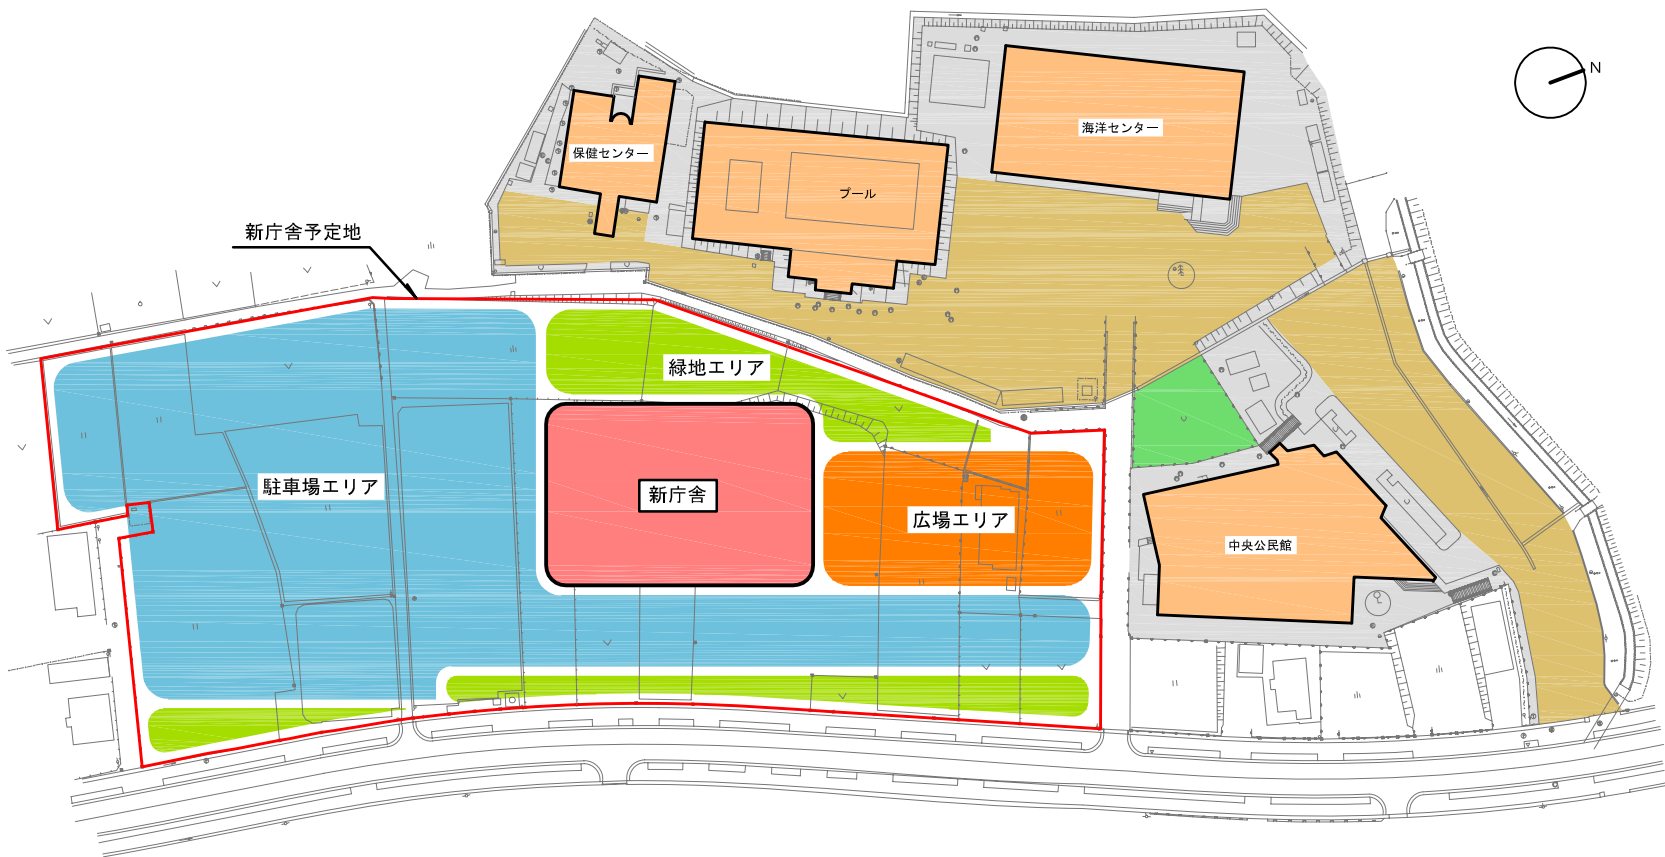 N
海洋センター
保健センター
プール
新庁舎予定地
緑地エリア
駐車場エリア
新庁舎
広場エリア
中央公民館